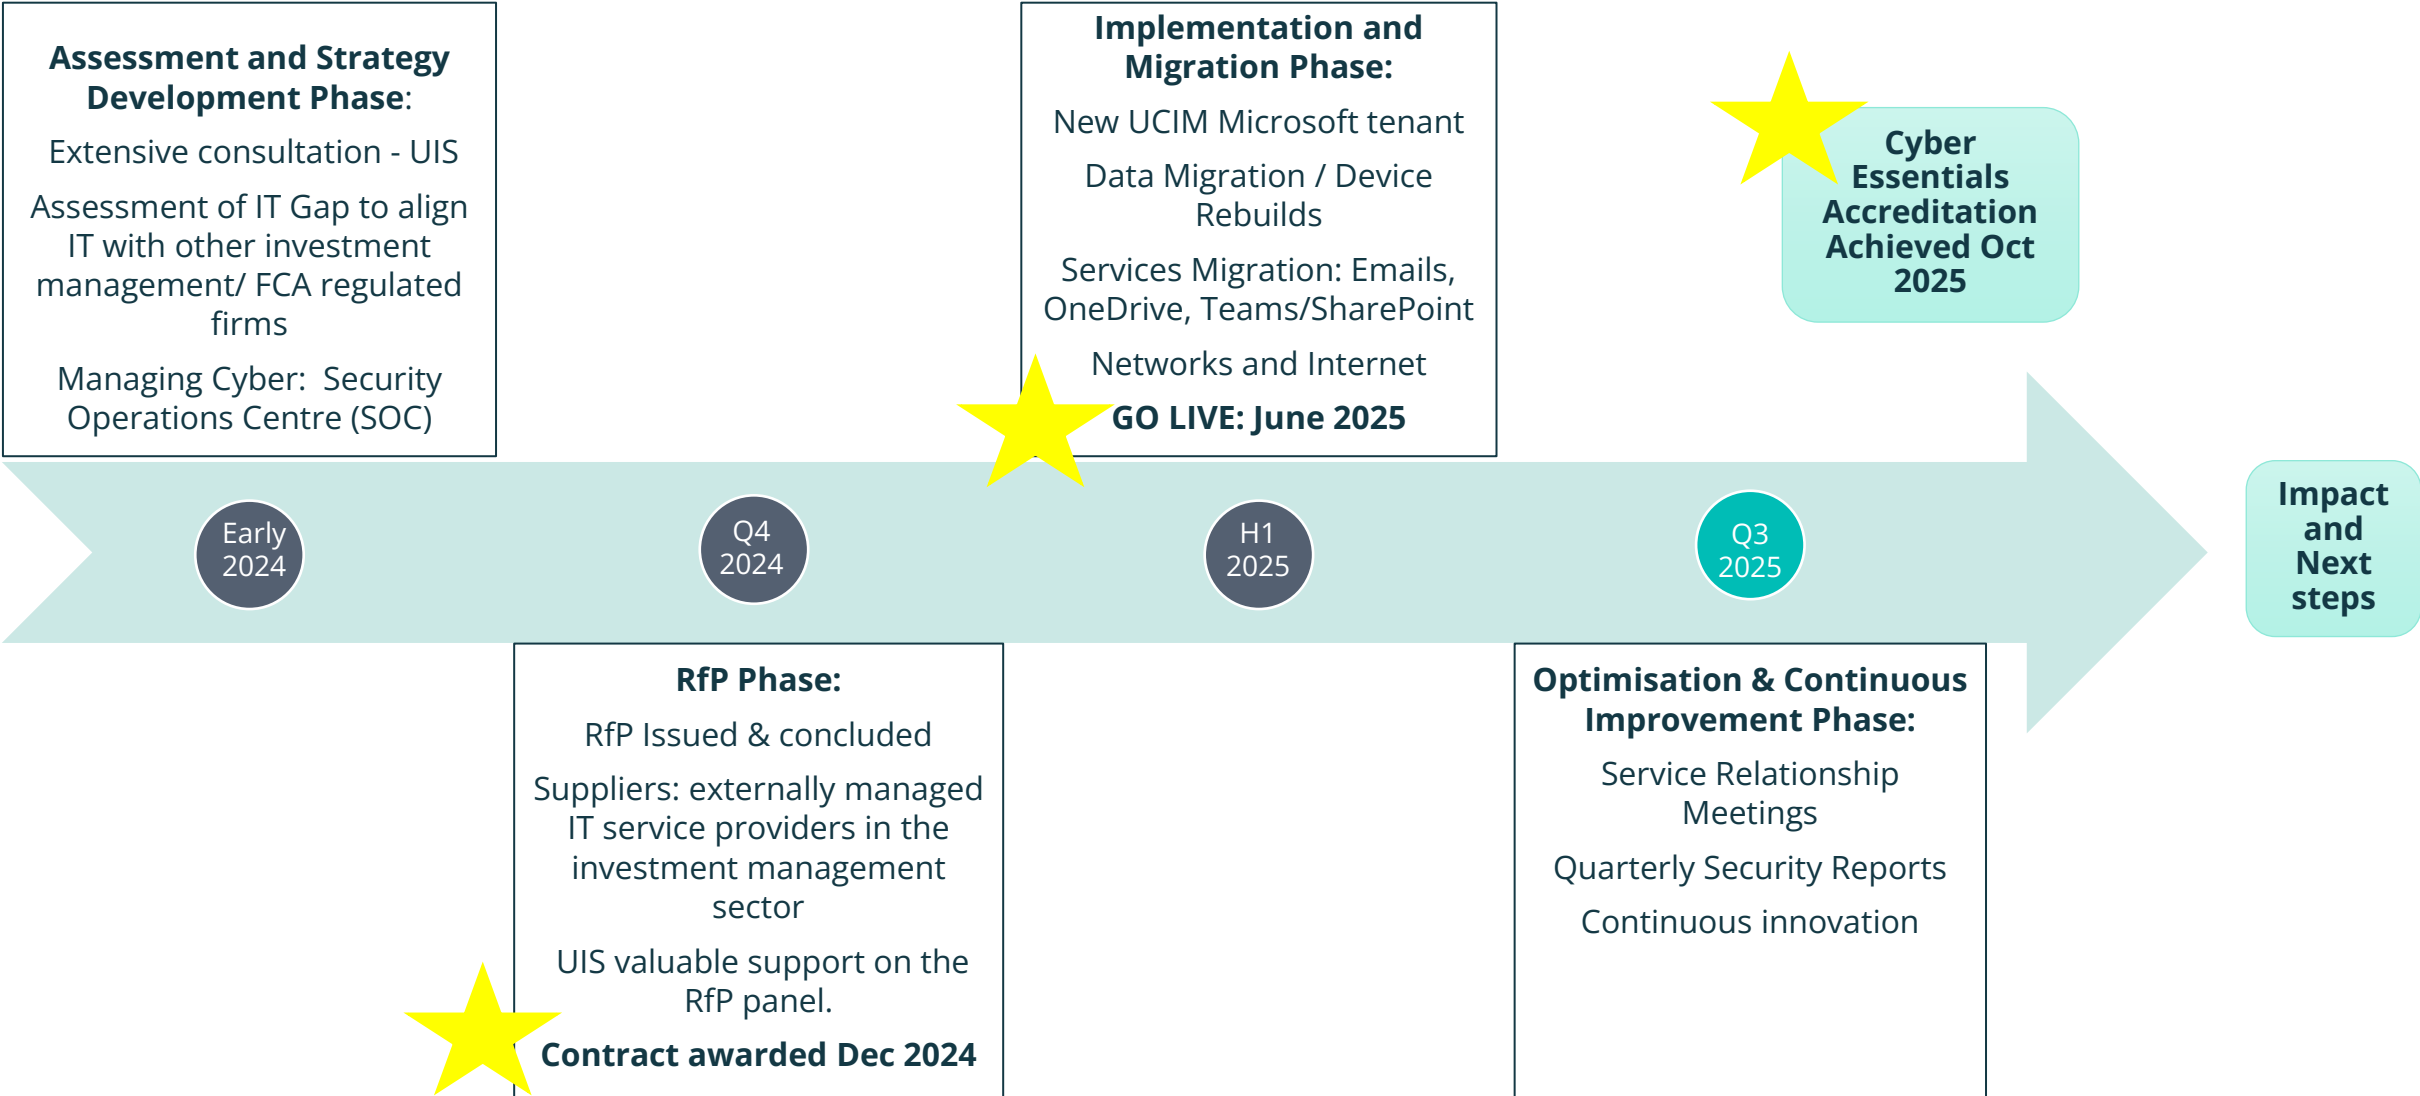 Assessment and Strategy
Development Phase:
Extensive consultation - UIS
Assessment of IT Gap to align
IT with other investment
management/ FCA regulated
firms
Managing Cyber:  Security
Operations Centre (SOC)
Implementation and
Migration Phase:
New UCIM Microsoft tenant
Data Migration / Device
Rebuilds
Services Migration: Emails,
OneDrive, Teams/SharePoint
Networks and Internet
GO LIVE: June 2025
Cyber
Essentials
Accreditation
Achieved Oct
2025
Early
2024
Q4
2024
H1
2025
Q3
2025
Impact
and
Next
steps
RfP Phase:
RfP Issued & concluded
Suppliers: externally managed
IT service providers in the
investment management
sector
UIS valuable support on the
RfP panel.
Contract awarded Dec 2024
Optimisation & Continuous
Improvement Phase:
Service Relationship
Meetings
Quarterly Security Reports
Continuous innovation